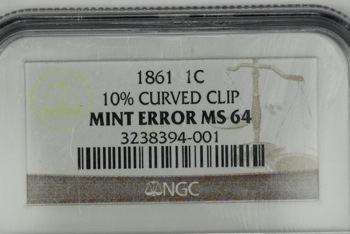 1861 1C
10% CURVED CLIP
MINT ERROR MS 64
3238394-001
NGC